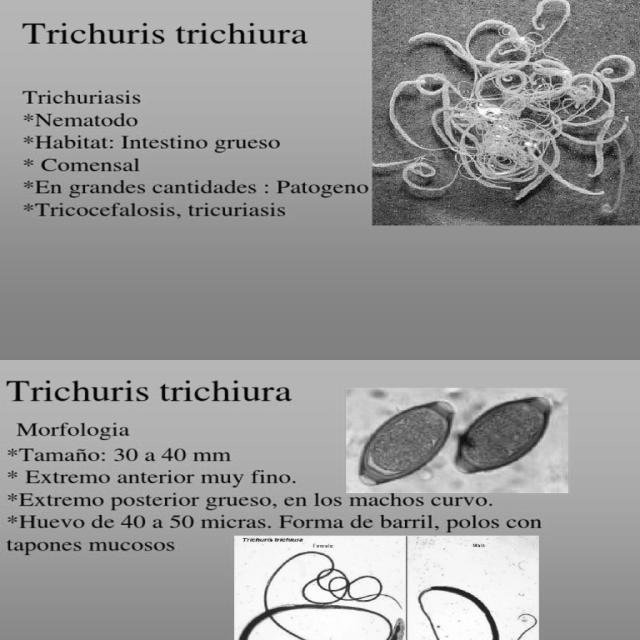 Trichuris trichiura
Trichuriasis
*Nematodo
*Habitat: Intestino grueso
* Comensal
*En grandes cantidades : Patogeno
*Tricocefalosis, tricuriasis
Trichuris trichiura
Morfologia
*Tamaño: 30 a 40 mm
* Extremo anterior muy fino.
*Extremo posterior grueso, en los machos curvo.
*Huevo de 40 a 50 micras. Forma de barril, polos con
tapones mucosos
Trichuris trichiura
Female
Male